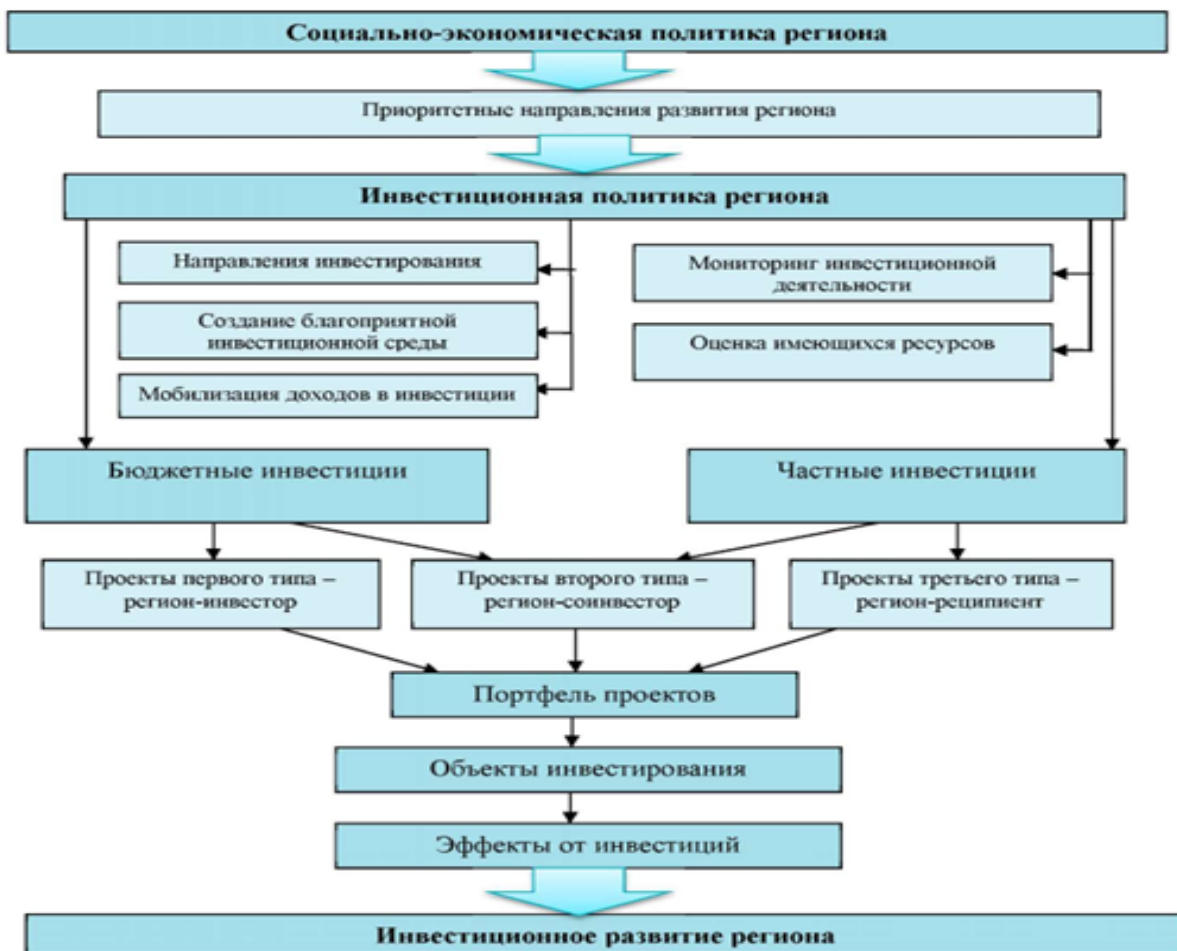 Социально-экономическая политика региона
Приоритетные направления развития региона
Инвестиционная политика региона
Направления инвестирования
Создание благоприятной
инвестиционной среды
Мобилизация доходов в инвестиции
Мониторинг инвестиционной
деятельности
Оценка имеющихся ресурсов
Бюджетные инвестиции
Частные инвестиции
Проекты первого типа –
регион-инвестор
Проекты второго типа –
регион-соинвестор
Проекты третьего типа –
регион-реципиент
Портфель проектов
Объекты инвестирования
Эффекты от инвестиций
Инвестиционное развитие региона